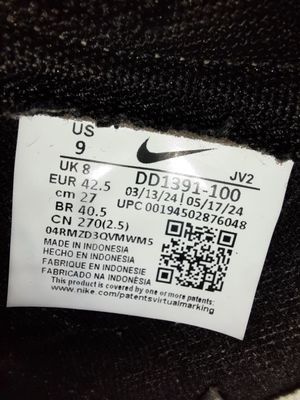 US
9
UK 8
EUR 42.5
cm 27
BR 40.5
CN 270(2.5)
04RMZD3QVMWM5
JV2
DD1391-100
03/13/24 05/17/24
UPC 00194502876048
MADE IN INDONESIA
HECHO EN INDONESIA
FABRIQUE EN INDONESIE
FABRICADO NA INDONÉSIA
This product is covered by one or more patents:
www.nike.com/patentsvirtualmarking